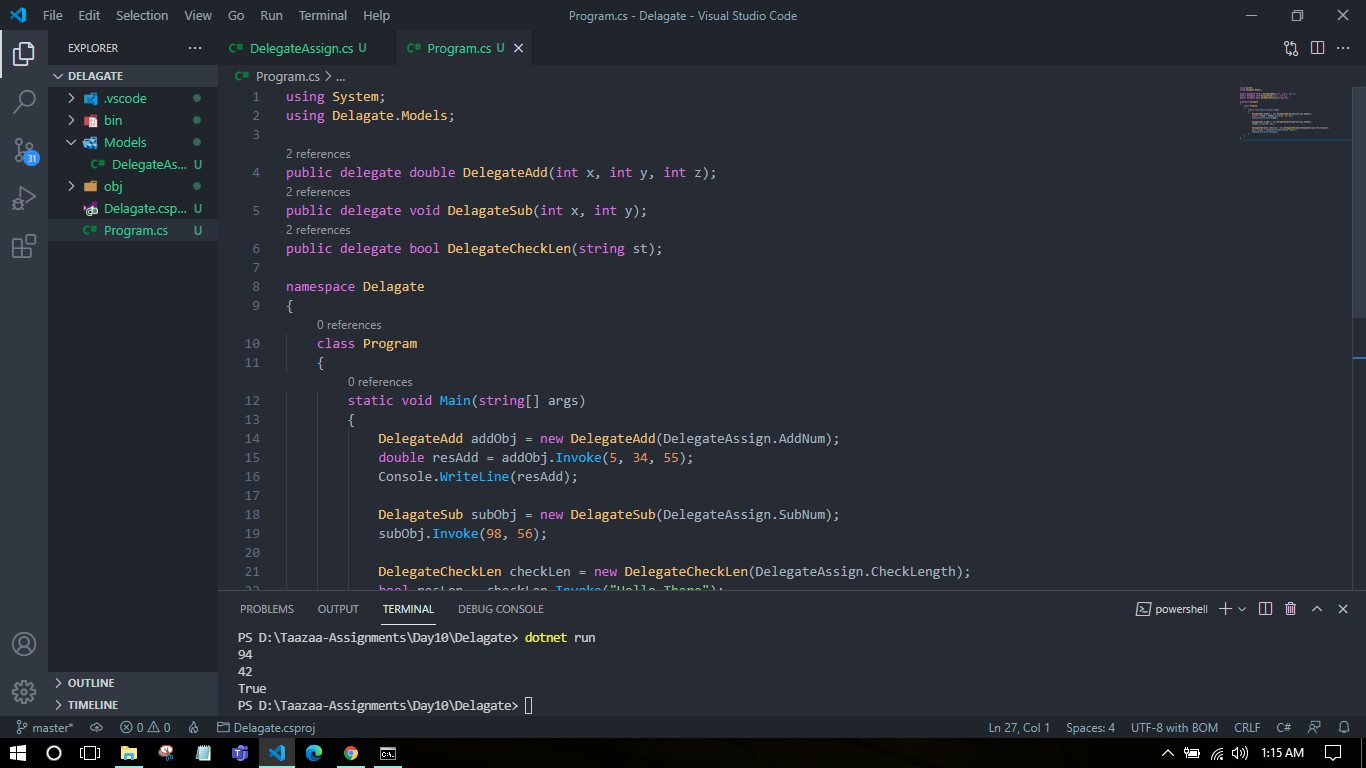 File Edit Selection View Go Run Terminal Help Program.cs - Delagate - Visual Studio Code
EXPLORER
DELAGATE
.vscode
bin
Models
C# DelegateAs... U
obj
Delagate.csp... U
C# Program.cs U
OUTLINE
TIMELINE
31
C# DelegateAssign.cs U C# Program.cs U
C# Program.cs > ...
1 using System;
2 using Delagate.Models;
3
2 references
4 public delegate double DelegateAdd(int x, int y, int z);
2 references
5 public delegate void DelagateSub(int x, int y);
2 references
6 public delegate bool DelegateCheckLen(string st);
7
8 namespace Delagate
9 {
0 references
10 class Program
11 {
0 references
12 static void Main(string[] args)
13 {
14 DelegateAdd addObj = new DelegateAdd(DelegateAssign.AddNum);
15 double resAdd = addObj.Invoke(5, 34, 55);
16 Console.WriteLine(resAdd);
17
18 DelagateSub subObj = new DelagateSub(DelegateAssign.SubNum);
19 subObj.Invoke(98, 56);
20
21 DelegateCheckLen checkLen = new DelegateCheckLen(DelegateAssign.CheckLength);
22 bool resLen = checkLen.Invoke("Hello There");
PROBLEMS OUTPUT TERMINAL DEBUG CONSOLE powershell
PS D:\Taazaa-Assignments\Day10\Delagate> dotnet run
94
42
True
PS D:\Taazaa-Assignments\Day10\Delagate>
master* 0 0 Delagate.csproj Ln 27, Col 1 Spaces: 4 UTF-8 with BOM CRLF C#
1:15 AM